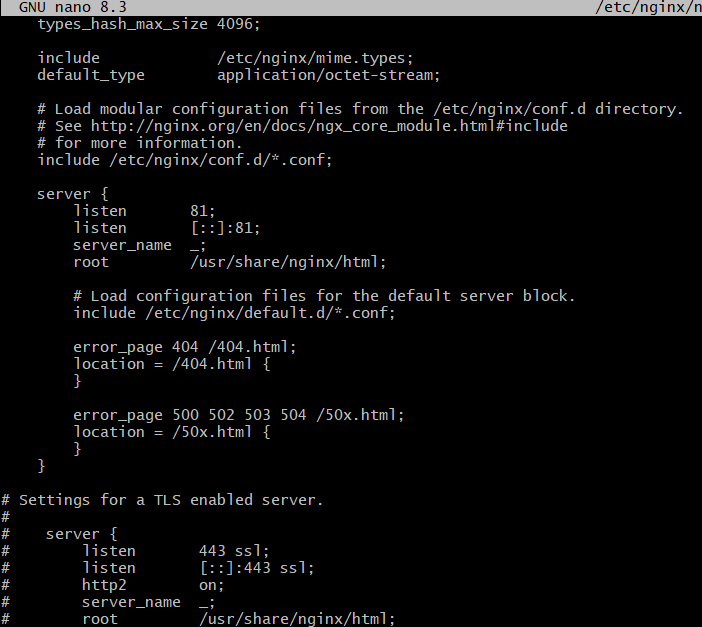 GNU nano 8.3 /etc/nginx/n
types_hash_max_size 4096;
include /etc/nginx/mime.types;
default_type application/octet-stream;
# Load modular configuration files from the /etc/nginx/conf.d directory.
# See http://nginx.org/en/docs/ngx_core_module.html#include
# for more information.
include /etc/nginx/conf.d/*.conf;
server {
listen 81;
listen [::]:81;
server_name _;
root /usr/share/nginx/html;
# Load configuration files for the default server block.
include /etc/nginx/default.d/*.conf;
error_page 404 /404.html;
location = /404.html {
}
error_page 500 502 503 504 /50x.html;
location = /50x.html {
}
}
# Settings for a TLS enabled server.
#
# server {
# listen 443 ssl;
# listen [::]:443 ssl;
# http2 on;
# server_name _;
# root /usr/share/nginx/html;